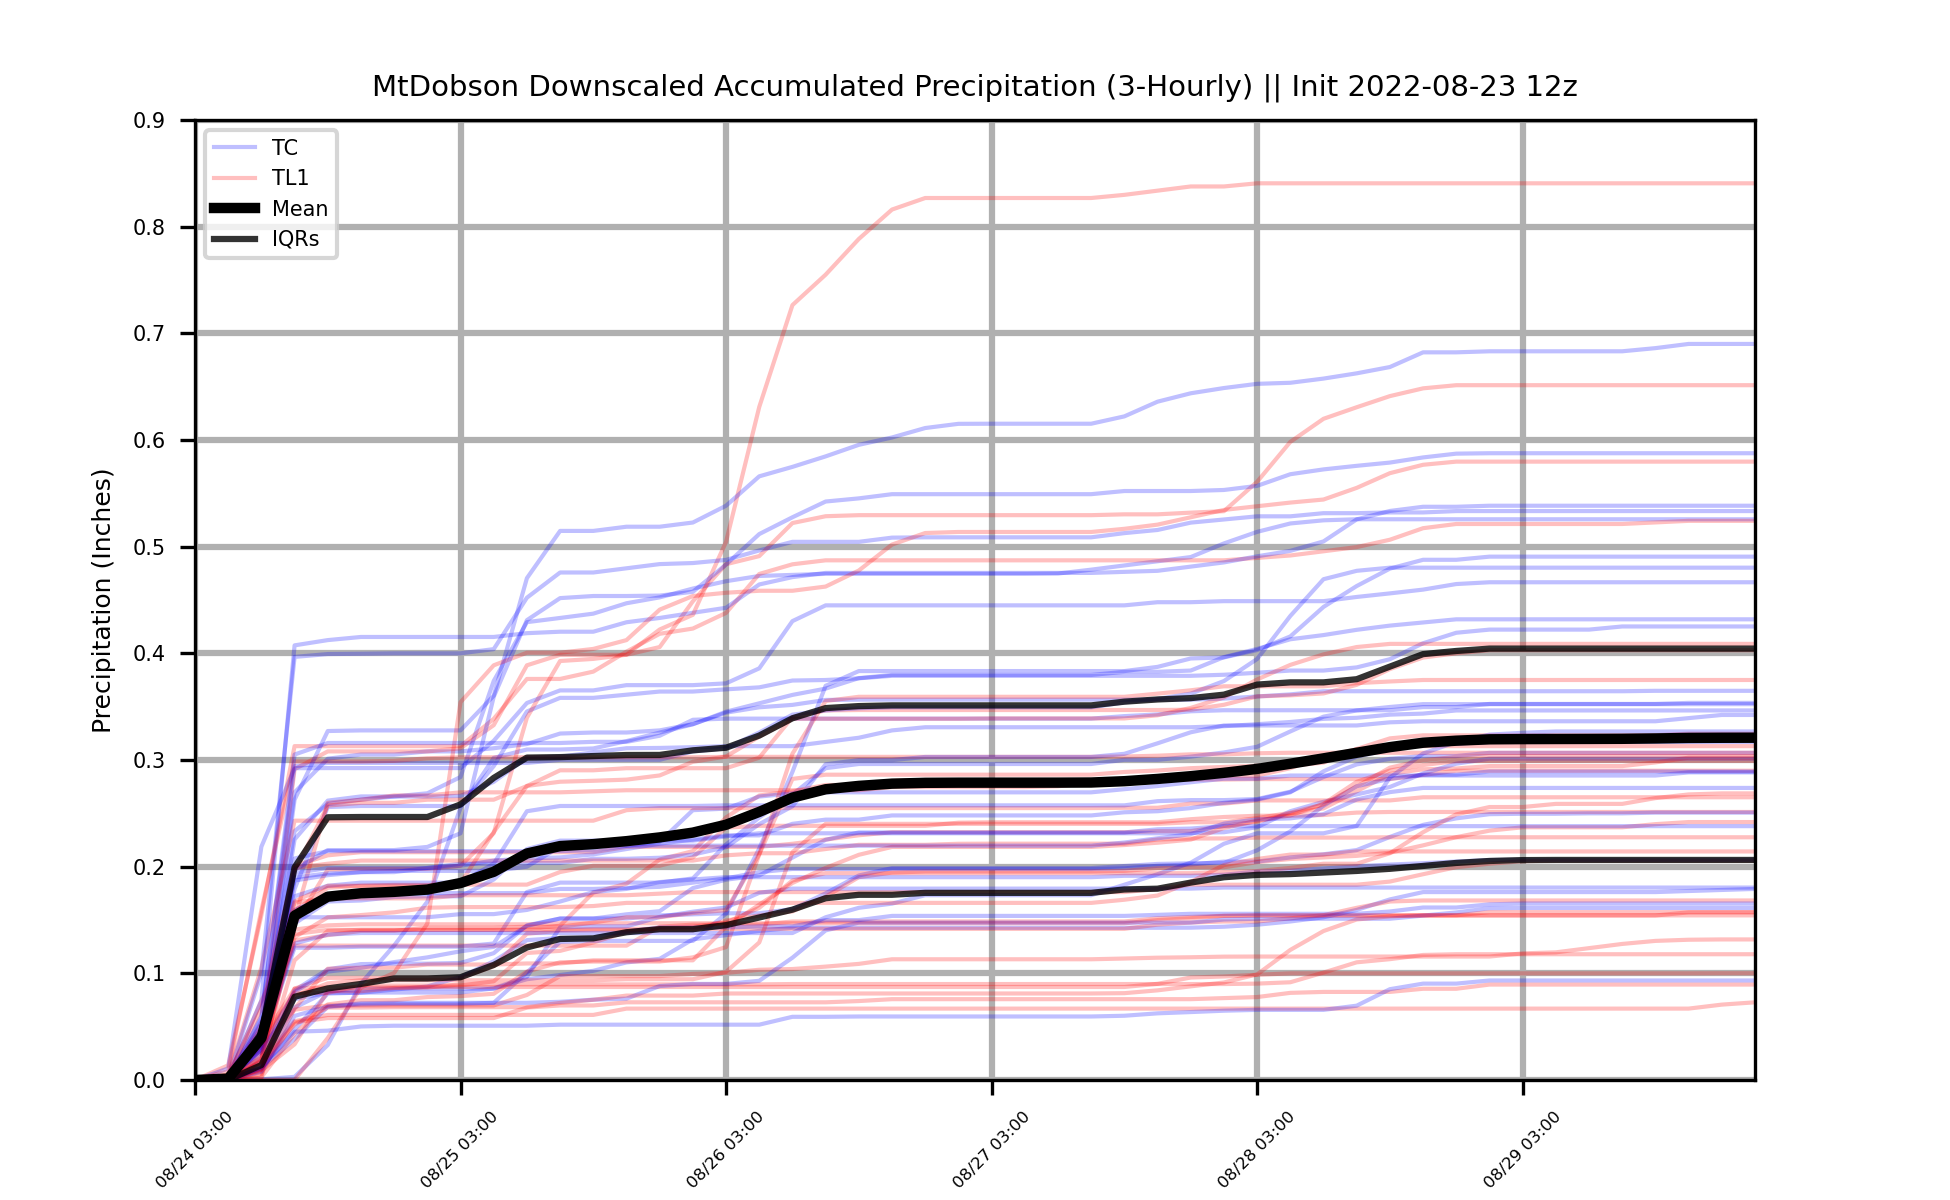 MtDobson Downscaled Accumulated Precipitation (3-Hourly) || Init 2022-08-23 12z
TC
TL1
Mean
IQRs
Precipitation (Inches)
0.9
0.8
0.7
0.6
0.5
0.4
0.3
0.2
0.1
0.0
08/24 03:00
08/25 03:00
08/26 03:00
08/27 03:00
08/28 03:00
08/29 03:00